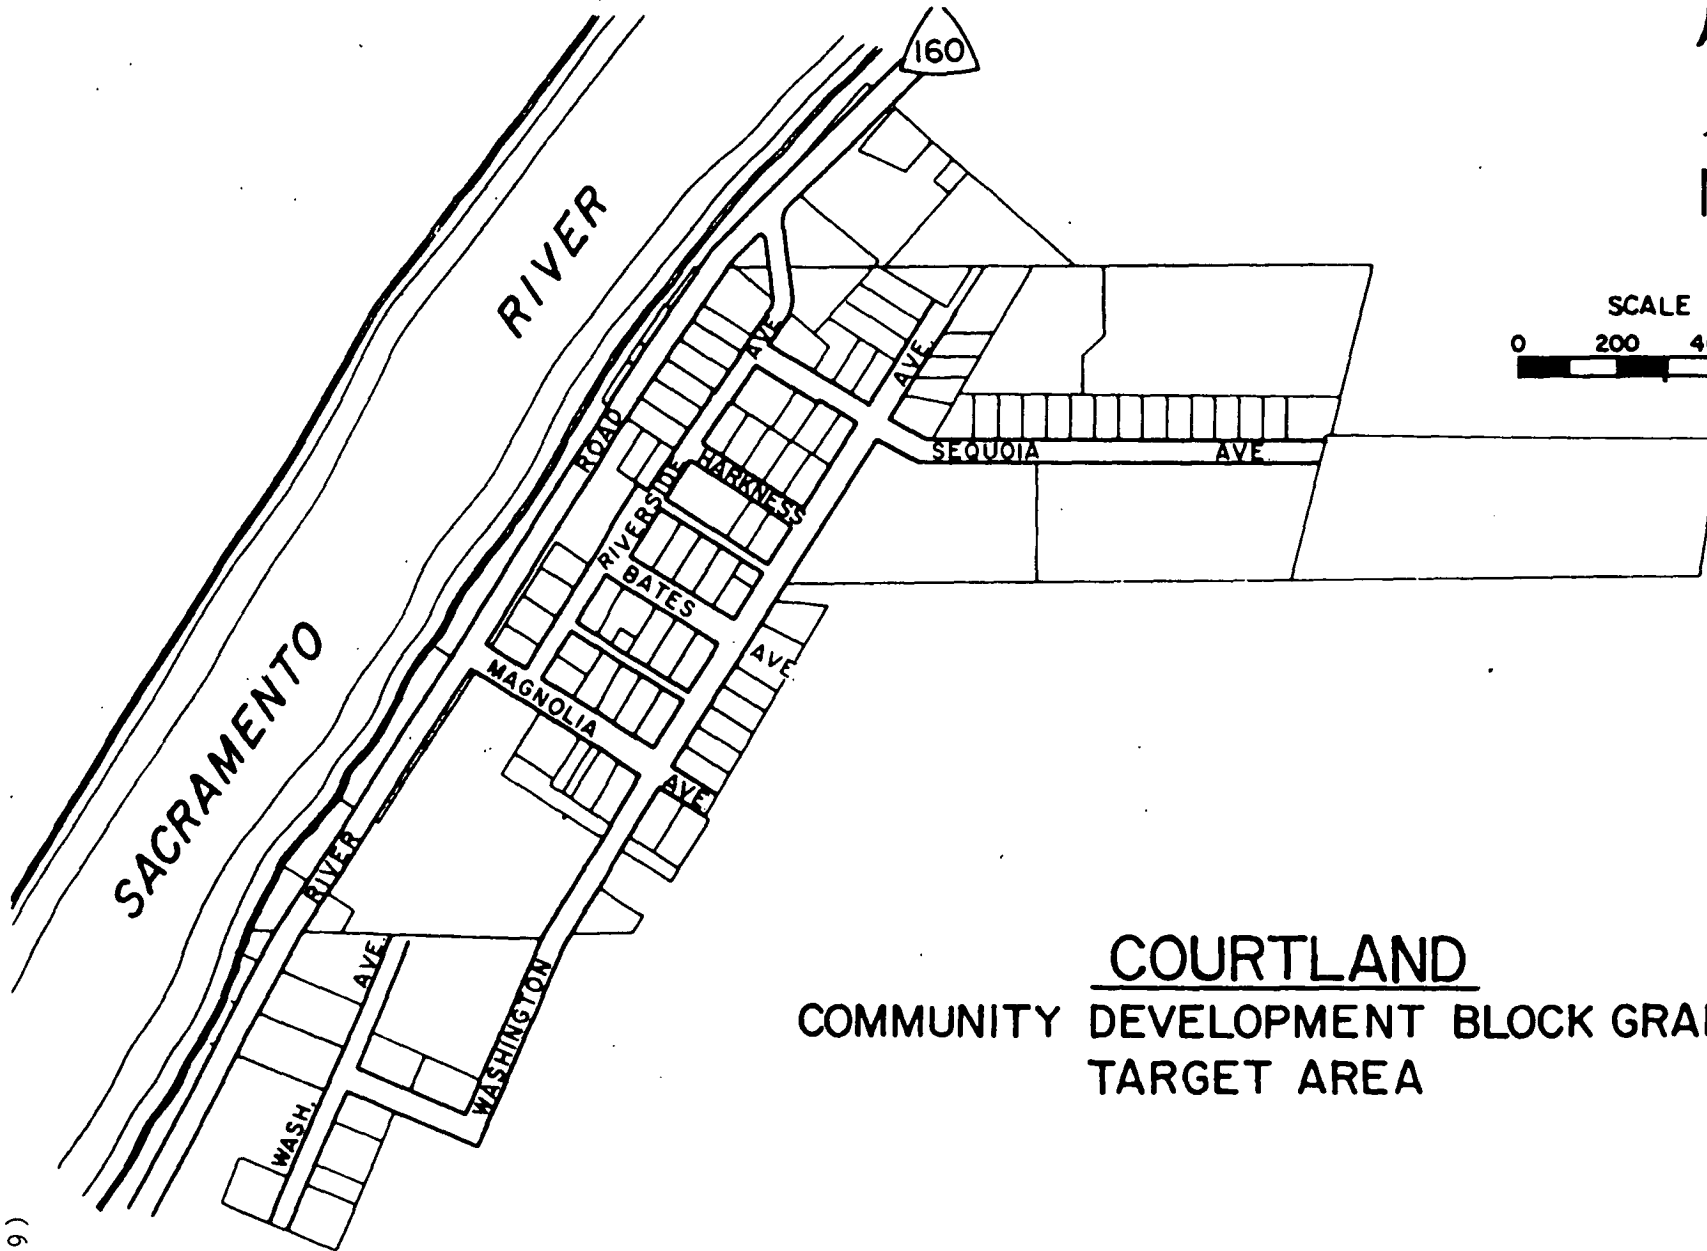 160
RIVER
SCALE
0 200
AVE.
AVE.
ROAD
SEQUOIA AVE.
HARKNESS
RIVERSIDE
BATES
AVE.
MAGNOLIA
AVE.
SACRAMENTO
RIVER
AVE.
WASHINGTON
WASH.
COURTLAND
COMMUNITY DEVELOPMENT BLOCK
TARGET AREA